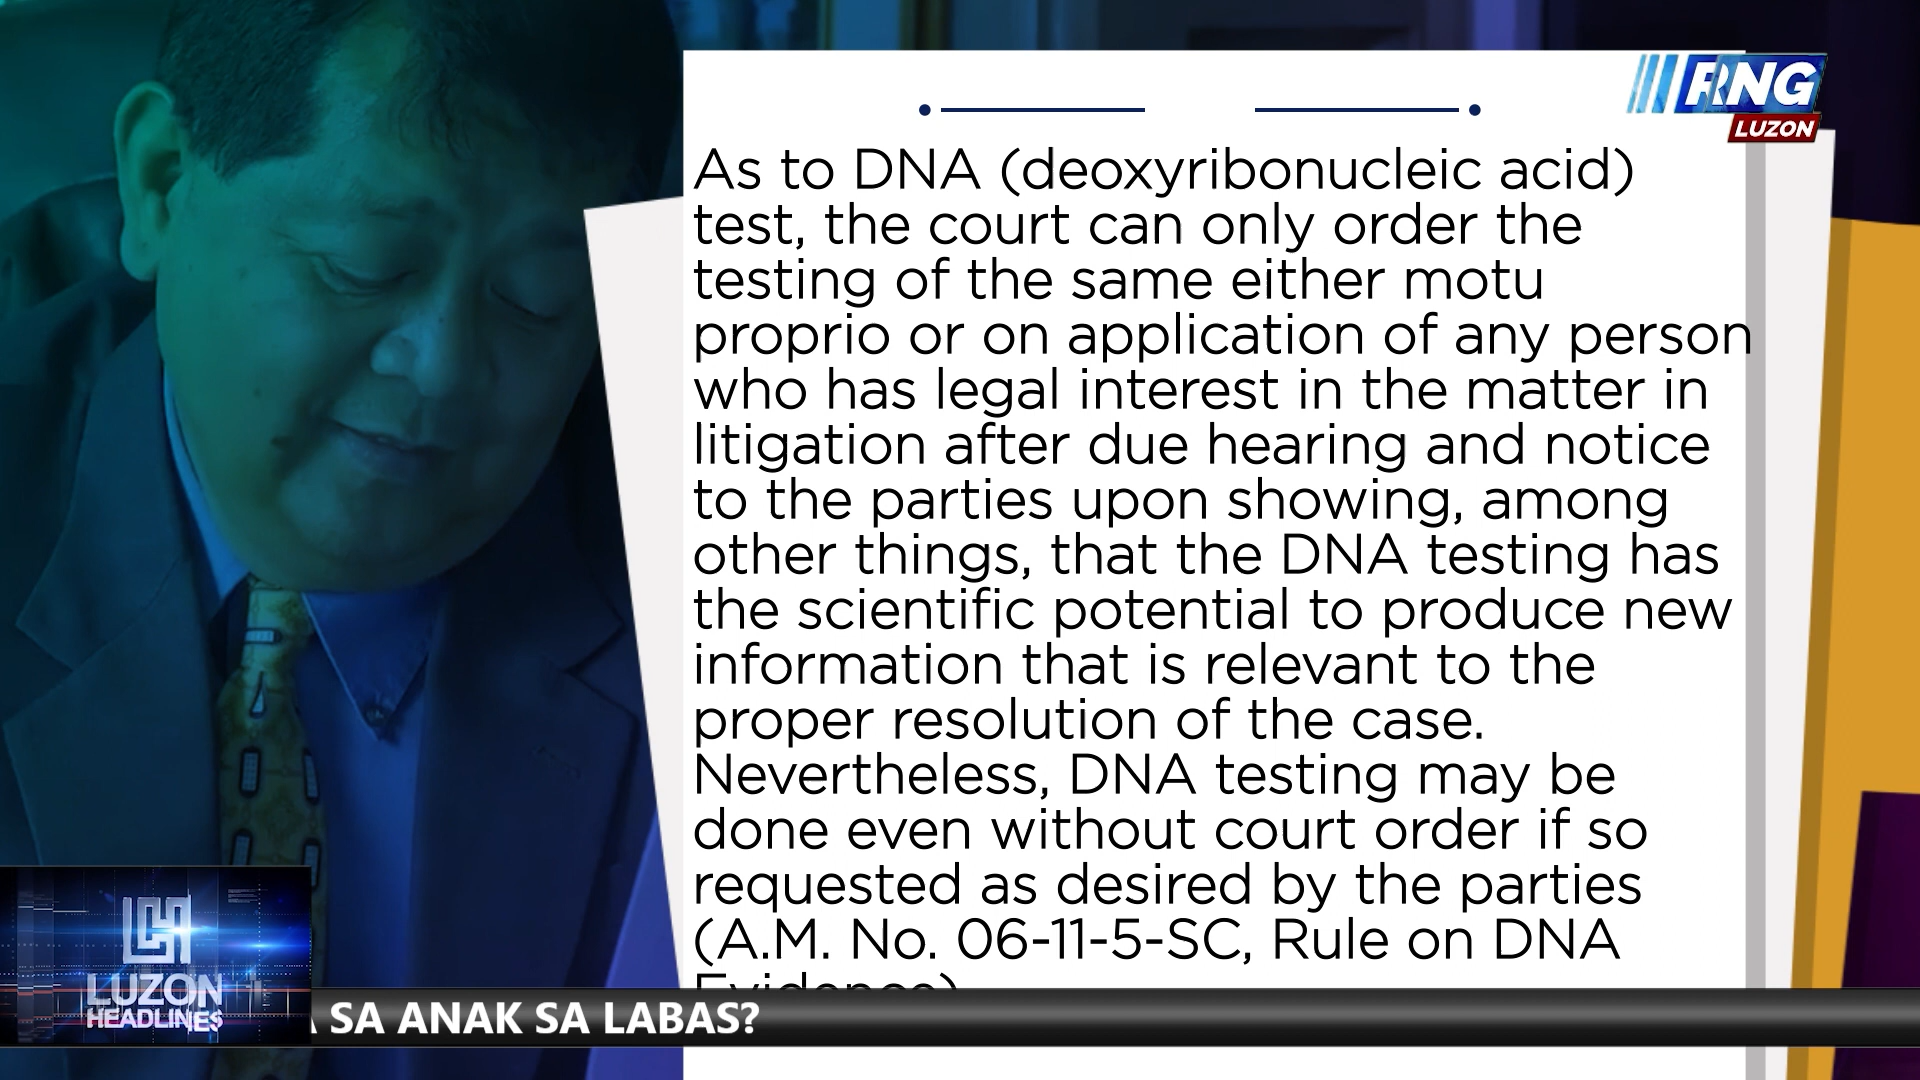 RNG
LUZON
As to DNA (deoxyribonucleic acid)
test, the court can only order the
testing of the same either motu
proprio or on application of any person
who has legal interest in the matter in
litigation after due hearing and notice
to the parties upon showing, among
other things, that the DNA testing has
the scientific potential to produce new
information that is relevant to the
proper resolution of the case.
Nevertheless, DNA testing may be
done even without court order if so
requested as desired by the parties
(A.M. No. 06-11-5-SC, Rule on DNA
Evidence)
LUZON
HEADLINES
SA ANAK SA LABAS?